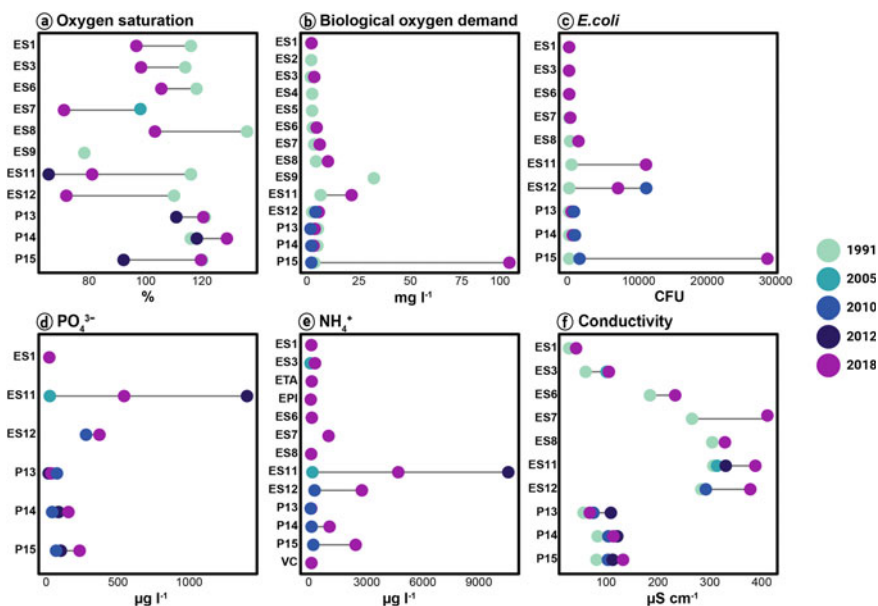 ⓐ Oxygen saturation
ES1
ES3
ES6
ES7
ES8
ES9
ES11
ES12
P13
P14
P15
80 100 120
%
ⓑ Biological oxygen demand
ES1
ES2
ES3
ES4
ES5
ES6
ES7
ES8
ES9
ES11
ES12
P13
P14
P15
0 25 50 75 100
mg l⁻¹
ⓒ E.coli
ES1
ES3
ES6
ES7
ES8
ES11
ES12
P13
P14
P15
0 10000 20000 30000
CFU
1991
2005
2010
2012
2018
ⓓ PO₄³⁻
ES1
ES11
ES12
P13
P14
P15
0 500 1000
µg l⁻¹
ⓔ NH₄⁺
ES1
ES3
ETA
EPI
ES6
ES7
ES8
ES11
ES12
P13
P14
P15
VC
0 3000 6000 9000
µg l⁻¹
ⓕ Conductivity
ES1
ES3
ES6
ES7
ES8
ES11
ES12
P13
P14
P15
100 200 300 400
µS cm⁻¹